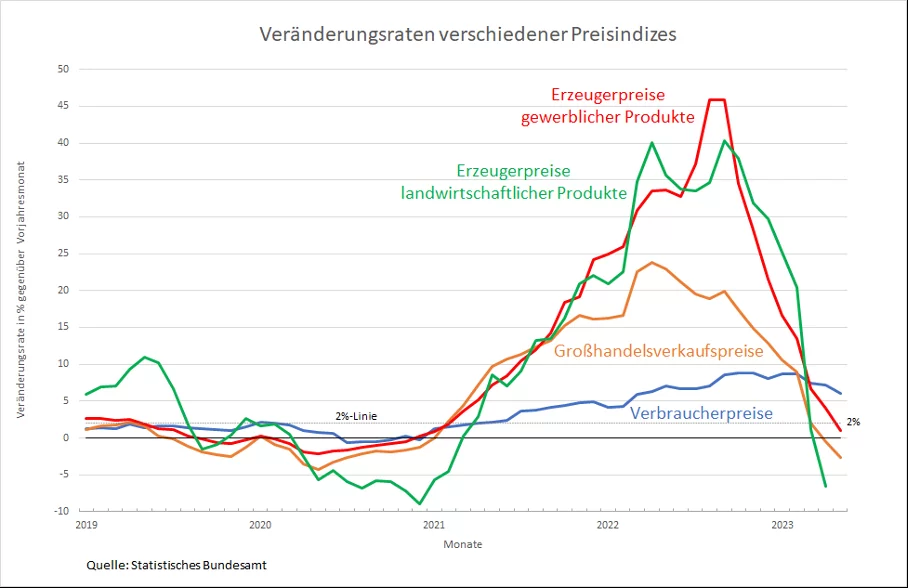 Veränderungsraten verschiedener Preisindizes
Veränderungsrate in % gegenüber Vorjahresmonat
50
45
40
35
30
25
20
15
10
5
0
-5
-10
Erzeugerpreise
gewerblicher Produkte
Erzeugerpreise
landwirtschaftlicher Produkte
Großhandelsverkaufspreise
Verbraucherpreise
2%-Linie
2%
2019
2020
2021
2022
2023
Monate
Quelle: Statistisches Bundesamt